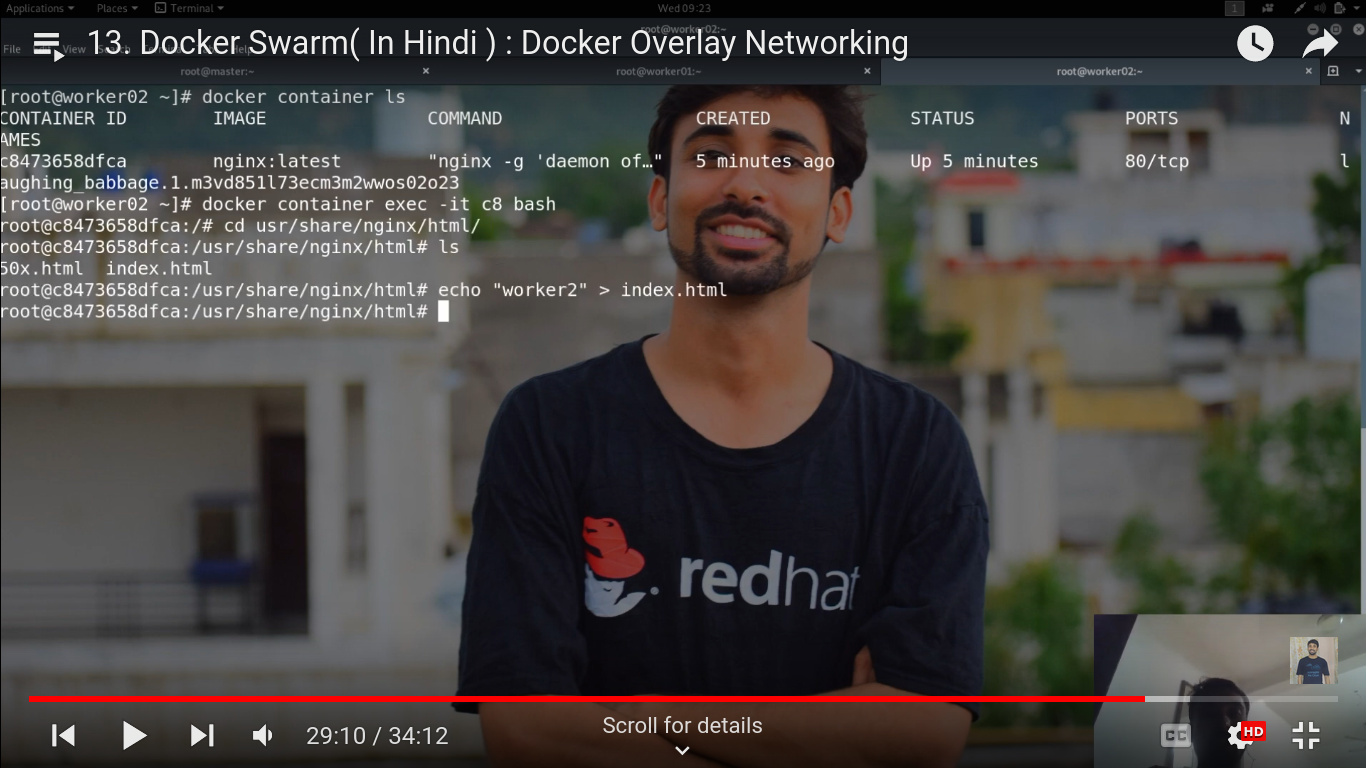 Applications Places Terminal Wed 09:23 1
13. Docker Swarm( In Hindi ) : Docker Overlay Networking
root@worker02:~
File Edit View Search Terminal Help
root@master:~ × root@worker01:~ × root@worker02:~ ×
[root@worker02 ~]# docker container ls
CONTAINER ID IMAGE COMMAND CREATED STATUS PORTS N
AMES
c8473658dfca nginx:latest "nginx -g 'daemon of…" 5 minutes ago Up 5 minutes 80/tcp l
aughing_babbage.1.m3vd851l73ecm3m2wwos02o23
[root@worker02 ~]# docker container exec -it c8 bash
root@c8473658dfca:/# cd usr/share/nginx/html/
root@c8473658dfca:/usr/share/nginx/html# ls
50x.html index.html
root@c8473658dfca:/usr/share/nginx/html# echo "worker2" > index.html
root@c8473658dfca:/usr/share/nginx/html#
redhat
29:10 / 34:12
Scroll for details
CC
HD